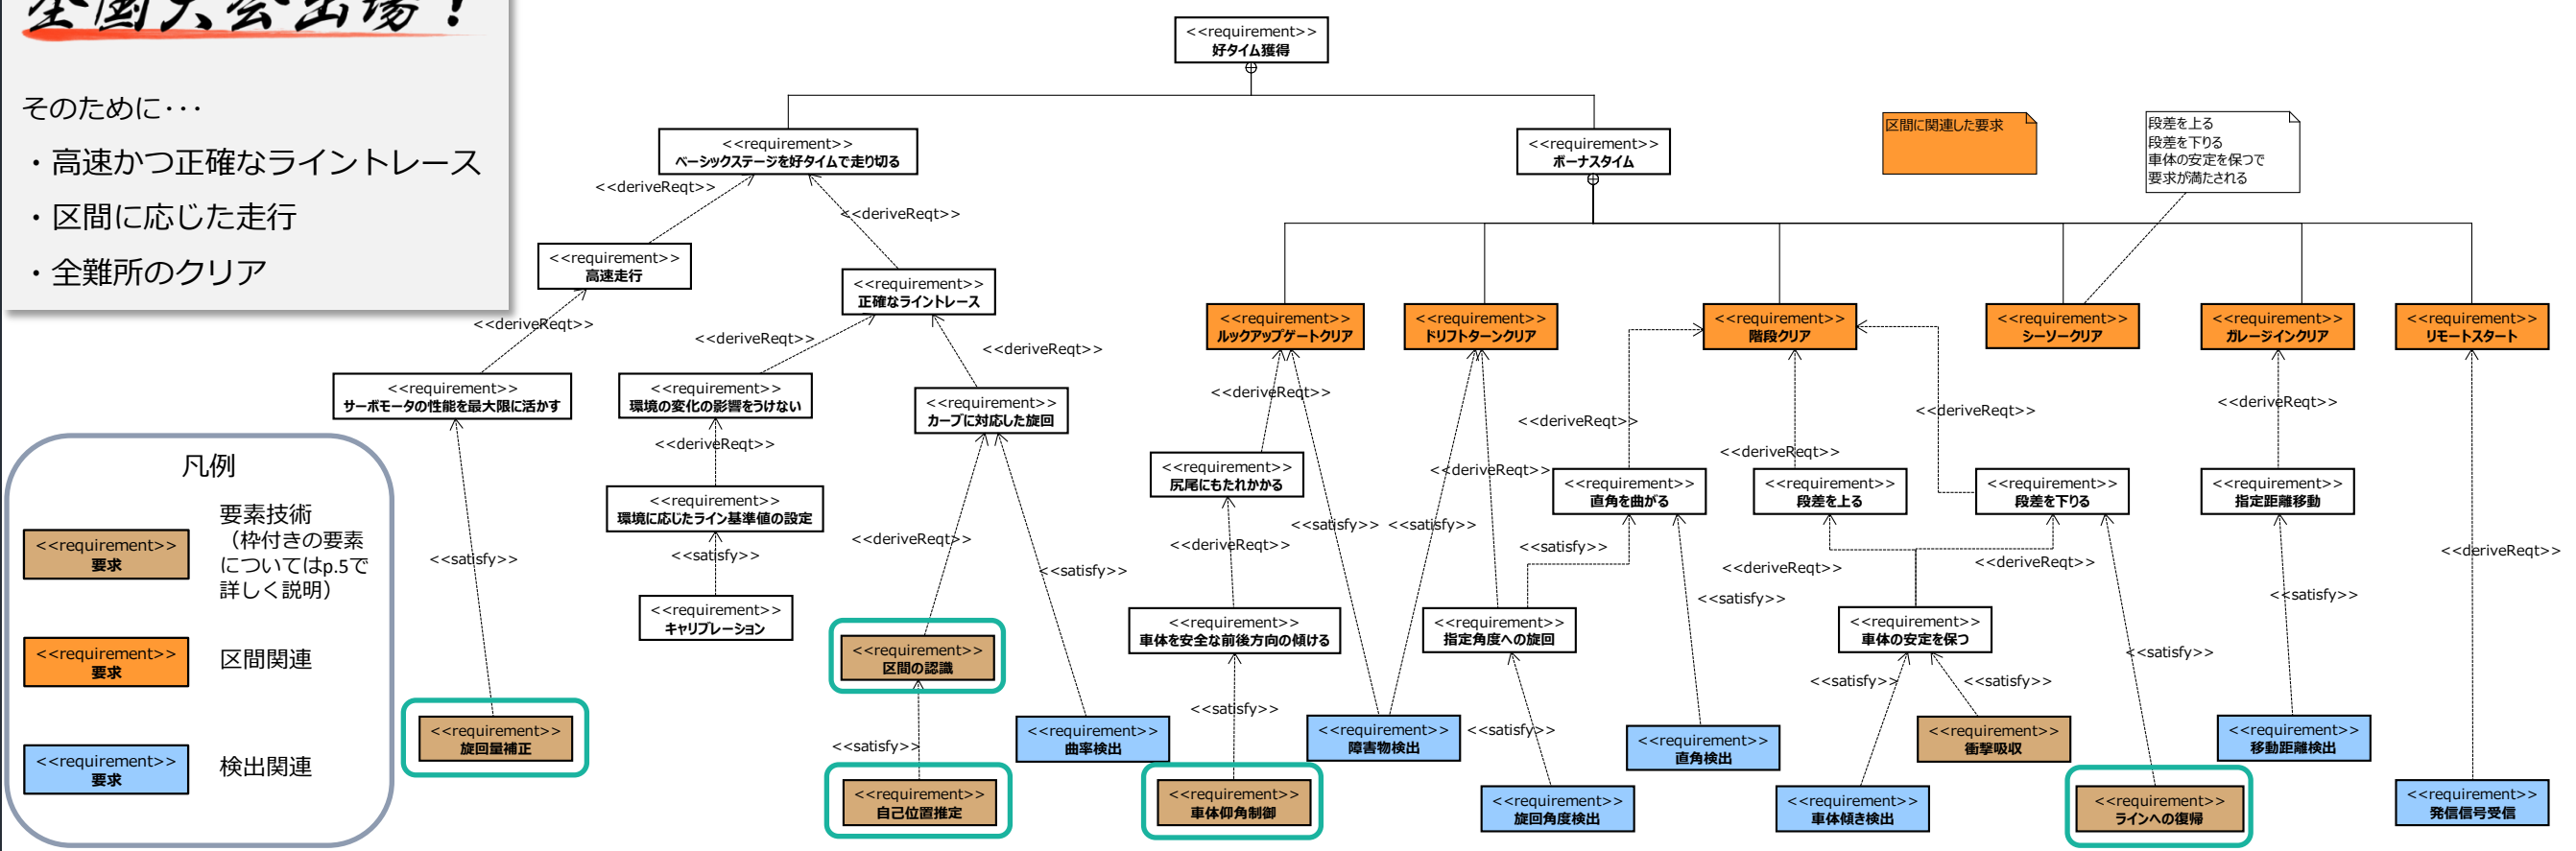 全国大会出場！
そのために･･･
・高速かつ正確なライントレース
・区間に応じた走行
・全難所のクリア
<<requirement>>
好タイム獲得
<<requirement>>
ベーシックステージを好タイムで走り切る
<<requirement>>
ボーナスタイム
区間に関連した要求
段差を上る
段差を下りる
車体の安定を保つで
要求が満たされる
<<deriveReqt>>
<<deriveReqt>>
<<requirement>>
高速走行
<<requirement>>
正確なライントレース
<<deriveReqt>>
<<deriveReqt>>
<<deriveReqt>>
<<requirement>>
ルックアップゲートクリア
<<requirement>>
ドリフトターンクリア
<<requirement>>
階段クリア
<<requirement>>
シーソークリア
<<requirement>>
ガレージインクリア
<<requirement>>
リモートスタート
<<requirement>>
サーボモータの性能を最大限に活かす
<<requirement>>
環境の変化の影響をうけない
<<requirement>>
カーブに対応した旋回
<<deriveReqt>>
<<deriveReqt>>
<<deriveReqt>>
<<deriveReqt>>
<<deriveReqt>>
<<deriveReqt>>
<<deriveReqt>>
<<deriveReqt>>
<<requirement>>
尻尾にもたれかかる
<<requirement>>
直角を曲がる
<<requirement>>
段差を上る
<<requirement>>
段差を下りる
<<requirement>>
指定距離移動
<<requirement>>
環境に応じたライン基準値の設定
<<satisfy>>
<<satisfy>>
<<satisfy>>
<<deriveReqt>>
<<satisfy>>
<<deriveReqt>>
<<satisfy>>
<<satisfy>>
<<deriveReqt>>
<<deriveReqt>>
<<deriveReqt>>
<<satisfy>>
<<satisfy>>
<<requirement>>
キャリブレーション
<<requirement>>
車体を安全な前後方向の傾ける
<<requirement>>
指定角度への旋回
<<requirement>>
車体の安定を保つ
<<requirement>>
区間の認識
<<satisfy>>
<<satisfy>>
<<satisfy>>
<<satisfy>>
<<satisfy>>
<<satisfy>>
<<requirement>>
旋回量補正
<<requirement>>
曲率検出
<<requirement>>
障害物検出
<<requirement>>
直角検出
<<requirement>>
衝撃吸収
<<requirement>>
移動距離検出
<<requirement>>
自己位置推定
<<requirement>>
車体仰角制御
<<requirement>>
旋回角度検出
<<requirement>>
車体傾き検出
<<requirement>>
ラインへの復帰
<<requirement>>
発信信号受信
凡例
<<requirement>>
要求
要素技術
（枠付きの要素
についてはp.5で
詳しく説明）
<<requirement>>
要求
区間関連
<<requirement>>
要求
検出関連